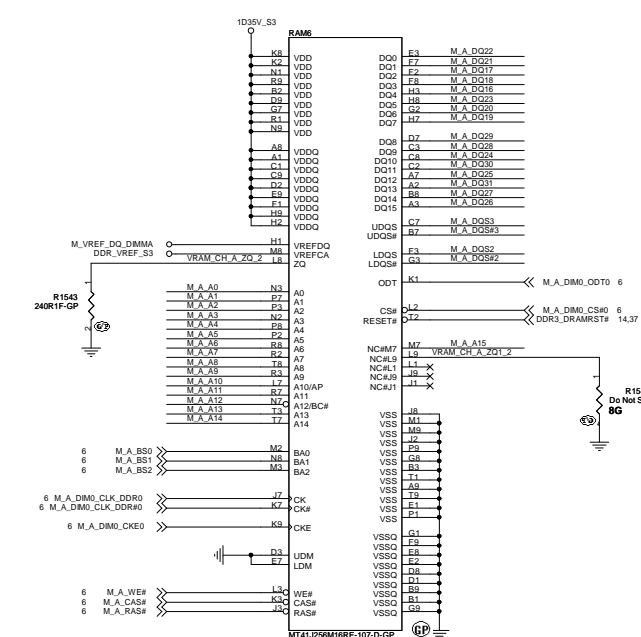 1D35V_S3
RAM6
K8 VDD
K2 VDD
N1 VDD
R9 VDD
B2 VDD
D9 VDD
G7 VDD
R1 VDD
N9 VDD
A8 VDDQ
A1 VDDQ
C1 VDDQ
C9 VDDQ
D2 VDDQ
E9 VDDQ
F1 VDDQ
H9 VDDQ
H2 VDDQ
M_VREF_DQ_DIMMA H1 VREFDQ
DDR_VREF_S3 M8 VREFCA
VRAM_CH_A_ZQ_2 L8 ZQ
R1543
240R1F-GP
2
M_A_A0 N3 A0
M_A_A1 P7 A1
M_A_A2 P3 A2
M_A_A3 N2 A3
M_A_A4 P8 A4
M_A_A5 P2 A5
M_A_A6 R8 A6
M_A_A7 R2 A7
M_A_A8 T8 A8
M_A_A9 R3 A9
M_A_A10 L7 A10/AP
M_A_A11 R7 A11
M_A_A12 N7 A12/BC#
M_A_A13 T3 A13
M_A_A14 T7 A14
6 M_A_BS0 M2 BA0
6 M_A_BS1 N8 BA1
6 M_A_BS2 M3 BA2
6 M_A_DIM0_CLK_DDR0 J7 CK
6 M_A_DIM0_CLK_DDR#0 K7 CK#
6 M_A_DIM0_CKE0 K9 CKE
D3 UDM
E7 LDM
6 M_A_WE# L3 WE#
6 M_A_CAS# K3 CAS#
6 M_A_RAS# J3 RAS#
DQ0 E3 M_A_DQ22
DQ1 F7 M_A_DQ21
DQ2 F2 M_A_DQ17
DQ3 F8 M_A_DQ18
DQ4 H3 M_A_DQ16
DQ5 H8 M_A_DQ23
DQ6 G2 M_A_DQ20
DQ7 H7 M_A_DQ19
DQ8 D7 M_A_DQ29
DQ9 C3 M_A_DQ28
DQ10 C8 M_A_DQ24
DQ11 C2 M_A_DQ30
DQ12 A7 M_A_DQ25
DQ13 A2 M_A_DQ31
DQ14 B8 M_A_DQ27
DQ15 A3 M_A_DQ26
UDQS C7 M_A_DQS3
UDQS# B7 M_A_DQS#3
LDQS F3 M_A_DQS2
LDQS# G3 M_A_DQS#2
ODT K1 M_A_DIM0_ODT0 6
CS# L2 M_A_DIM0_CS#0 6
RESET# T2 DDR3_DRAMRST# 14,37
NC#M7 M7 M_A_A15
NC#L9 L9 VRAM_CH_A_ZQ1_2
NC#L1 L1
NC#J9 J9
NC#J1 J1
1
R15
Do Not S
8G
VSS J8
VSS M1
VSS M9
VSS J2
VSS P9
VSS G8
VSS B3
VSS T1
VSS A9
VSS T9
VSS E1
VSS P1
VSSQ G1
VSSQ F9
VSSQ E8
VSSQ E2
VSSQ D8
VSSQ D1
VSSQ B9
VSSQ B1
VSSQ G9
MT41J256M16RE-107-D-GP
GP